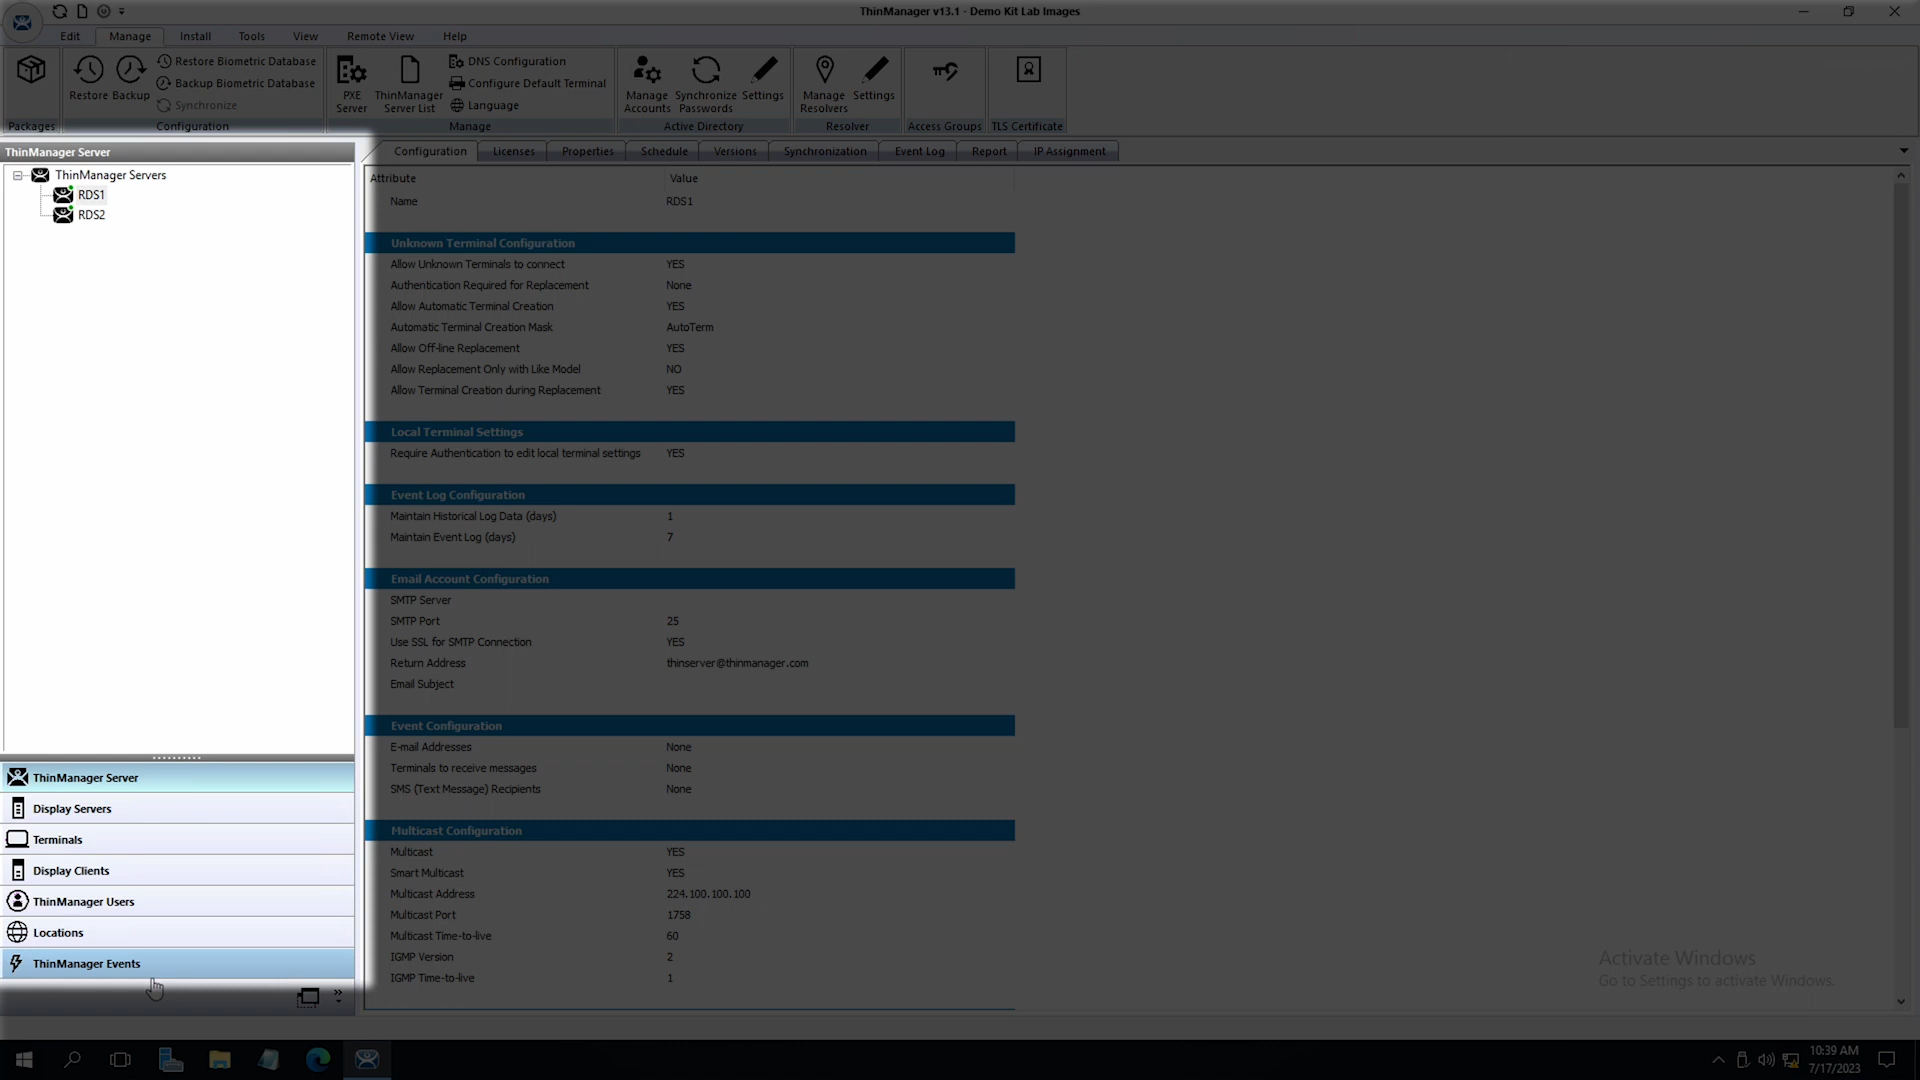 ThinManager v13.1 - Demo Kit Lab Images
Edit Manage Install Tools View Remote View Help
Packages
Restore Backup
Restore Biometric Database
Backup Biometric Database
Synchronize
Configuration
PXE Server
ThinManager Server List
DNS Configuration
Configure Default Terminal
Language
Manage
Manage Accounts
Synchronize Passwords
Settings
Active Directory
Manage Resolvers
Settings
Resolver
Access Groups
TLS Certificate
ThinManager Server
ThinManager Servers
RDS1
RDS2
ThinManager Server
Display Servers
Terminals
Display Clients
ThinManager Users
Locations
ThinManager Events
Configuration Licenses Properties Schedule Versions Synchronization Event Log Report IP Assignment
Attribute Value
Name RDS1
Unknown Terminal Configuration
Allow Unknown Terminals to connect YES
Authentication Required for Replacement None
Allow Automatic Terminal Creation YES
Automatic Terminal Creation Mask AutoTerm
Allow Off-line Replacement YES
Allow Replacement Only with Like Model NO
Allow Terminal Creation during Replacement YES
Local Terminal Settings
Require Authentication to edit local terminal settings YES
Event Log Configuration
Maintain Historical Log Data (days) 1
Maintain Event Log (days) 7
Email Account Configuration
SMTP Server
SMTP Port 25
Use SSL for SMTP Connection YES
Return Address thinserver@thinmanager.com
Email Subject
Event Configuration
E-mail Addresses None
Terminals to receive messages None
SMS (Text Message) Recipients None
Multicast Configuration
Multicast YES
Smart Multicast YES
Multicast Address 224.100.100.100
Multicast Port 1758
Multicast Time-to-live 60
IGMP Version 2
IGMP Time-to-live 1
Activate Windows
Go to Settings to activate Windows.
10:39 AM
7/17/2023